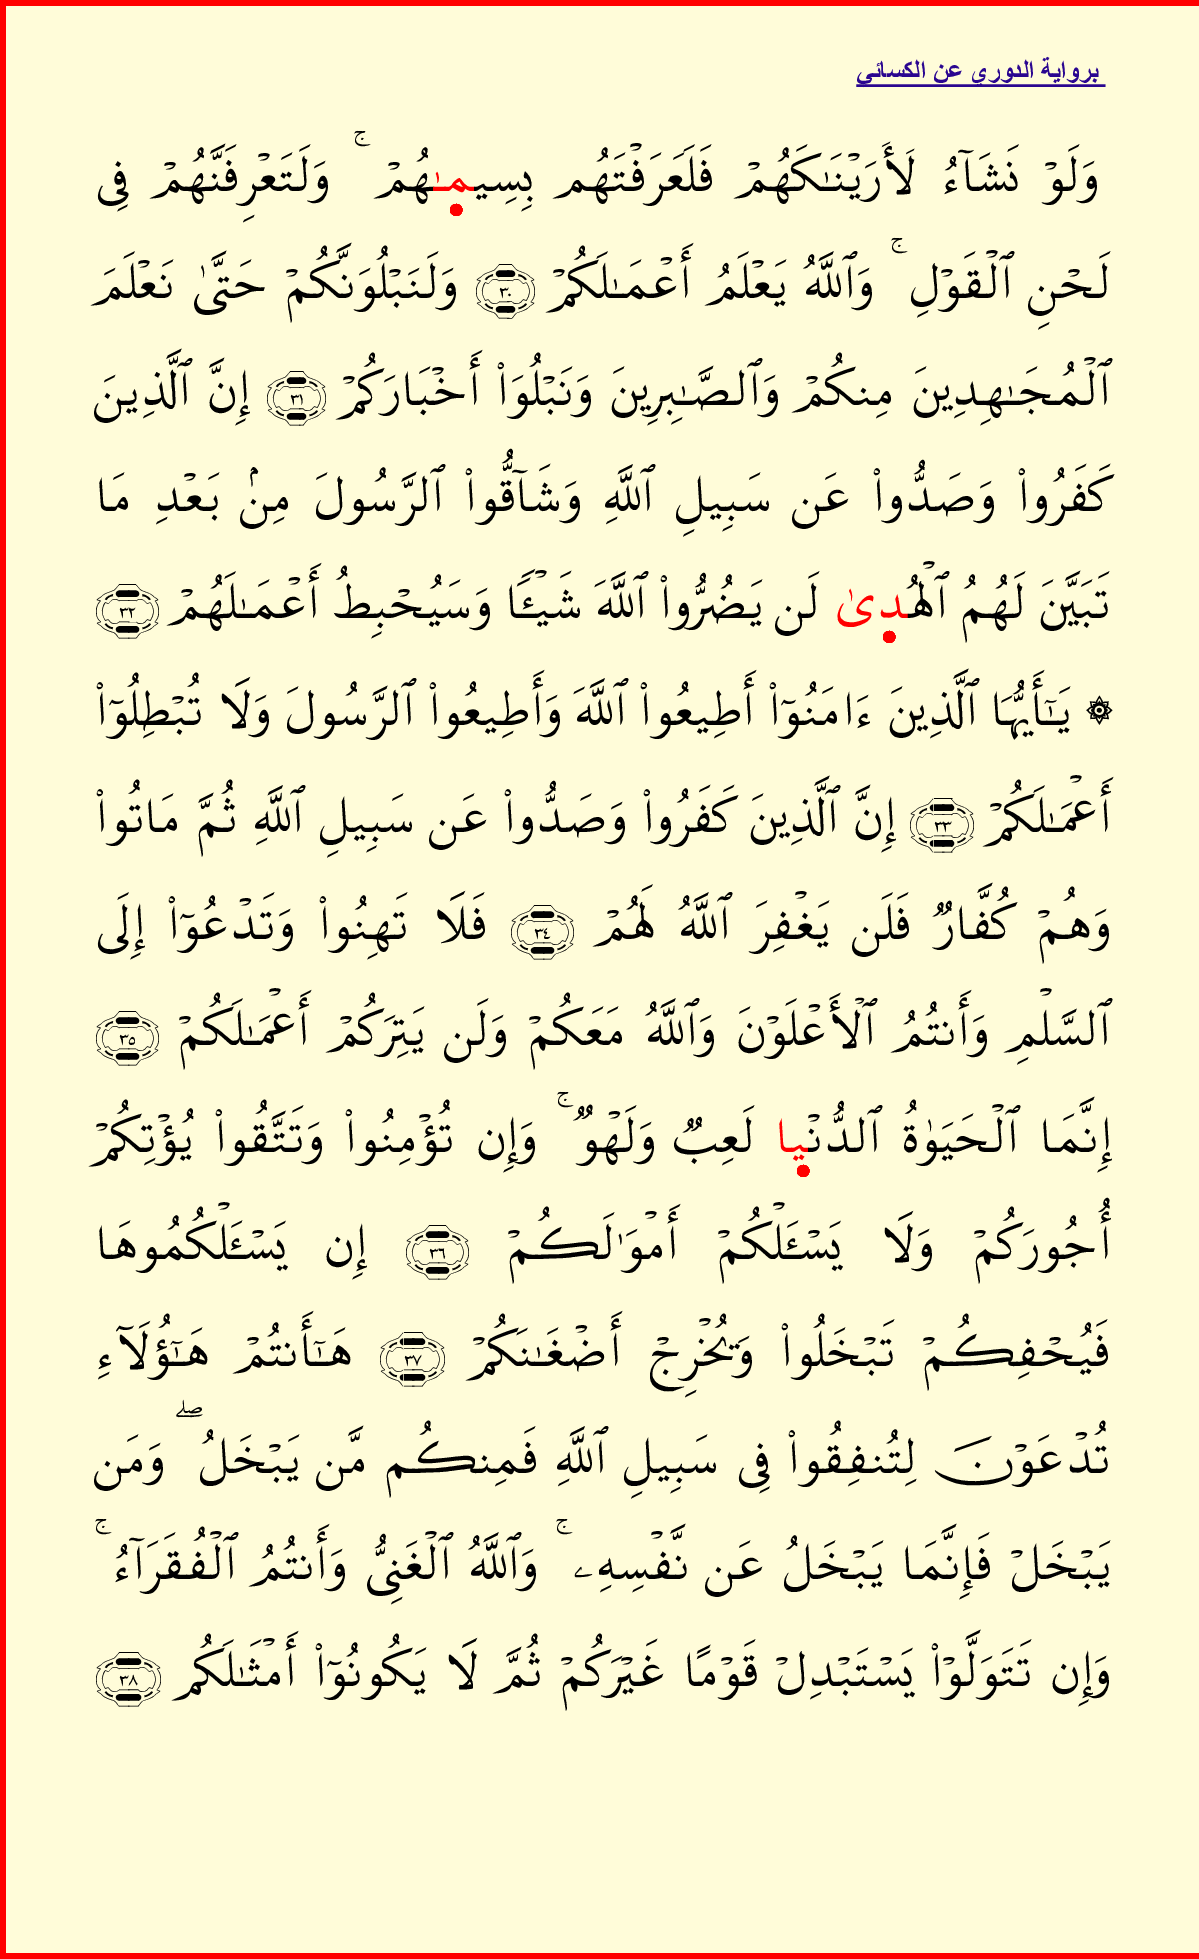 برواية الدوري عن الكسائي
وَلَوۡ نَشَآءُ لَأَرَيۡنَٰكَهُمۡ فَلَعَرَفۡتَهُم بِسِيمَٰهُمۡۚ وَلَتَعۡرِفَنَّهُمۡ فِي
لَحۡنِ ٱلۡقَوۡلِۚ وَٱللَّهُ يَعۡلَمُ أَعۡمَٰلَكُمۡ ٣٠ وَلَنَبۡلُوَنَّكُمۡ حَتَّىٰ نَعۡلَمَ
ٱلۡمُجَٰهِدِينَ مِنكُمۡ وَٱلصَّٰبِرِينَ وَنَبۡلُوَاْ أَخۡبَارَكُمۡ ٣١ إِنَّ ٱلَّذِينَ
كَفَرُواْ وَصَدُّواْ عَن سَبِيلِ ٱللَّهِ وَشَآقُّواْ ٱلرَّسُولَ مِنۢ بَعۡدِ مَا
تَبَيَّنَ لَهُمُ ٱلۡهُدىٰ لَن يَضُرُّواْ ٱللَّهَ شَيۡـٔٗا وَسَيُحۡبِطُ أَعۡمَٰلَهُمۡ ٣٢
۞ يَٰٓأَيُّهَا ٱلَّذِينَ ءَامَنُوٓاْ أَطِيعُواْ ٱللَّهَ وَأَطِيعُواْ ٱلرَّسُولَ وَلَا تُبۡطِلُوٓاْ
أَعۡمَٰلَكُمۡ ٣٣ إِنَّ ٱلَّذِينَ كَفَرُواْ وَصَدُّواْ عَن سَبِيلِ ٱللَّهِ ثُمَّ مَاتُواْ
وَهُمۡ كُفَّارٞ فَلَن يَغۡفِرَ ٱللَّهُ لَهُمۡ ٣٤ فَلَا تَهِنُواْ وَتَدۡعُوٓاْ إِلَى
ٱلسَّلۡمِ وَأَنتُمُ ٱلۡأَعۡلَوۡنَ وَٱللَّهُ مَعَكُمۡ وَلَن يَتِرَكُمۡ أَعۡمَٰلَكُمۡ ٣٥
إِنَّمَا ٱلۡحَيَوٰةُ ٱلدُّنۡيا لَعِبٞ وَلَهۡوٞۚ وَإِن تُؤۡمِنُواْ وَتَتَّقُواْ يُؤۡتِكُمۡ
أُجُورَكُمۡ وَلَا يَسۡـَٔلۡكُمۡ أَمۡوَٰلَكُمۡ ٣٦ إِن يَسۡـَٔلۡكُمُوهَا
فَيُحۡفِكُمۡ تَبۡخَلُواْ وَيُخۡرِجۡ أَضۡغَٰنَكُمۡ ٣٧ هَٰٓأَنتُمۡ هَٰٓؤُلَآءِ
تُدۡعَوۡنَ لِتُنفِقُواْ فِي سَبِيلِ ٱللَّهِ فَمِنكُم مَّن يَبۡخَلُۖ وَمَن
يَبۡخَلۡ فَإِنَّمَا يَبۡخَلُ عَن نَّفۡسِهِۦۚ وَٱللَّهُ ٱلۡغَنِيُّ وَأَنتُمُ ٱلۡفُقَرَآءُۚ
وَإِن تَتَوَلَّوۡاْ يَسۡتَبۡدِلۡ قَوۡمًا غَيۡرَكُمۡ ثُمَّ لَا يَكُونُوٓاْ أَمۡثَٰلَكُم ٣٨